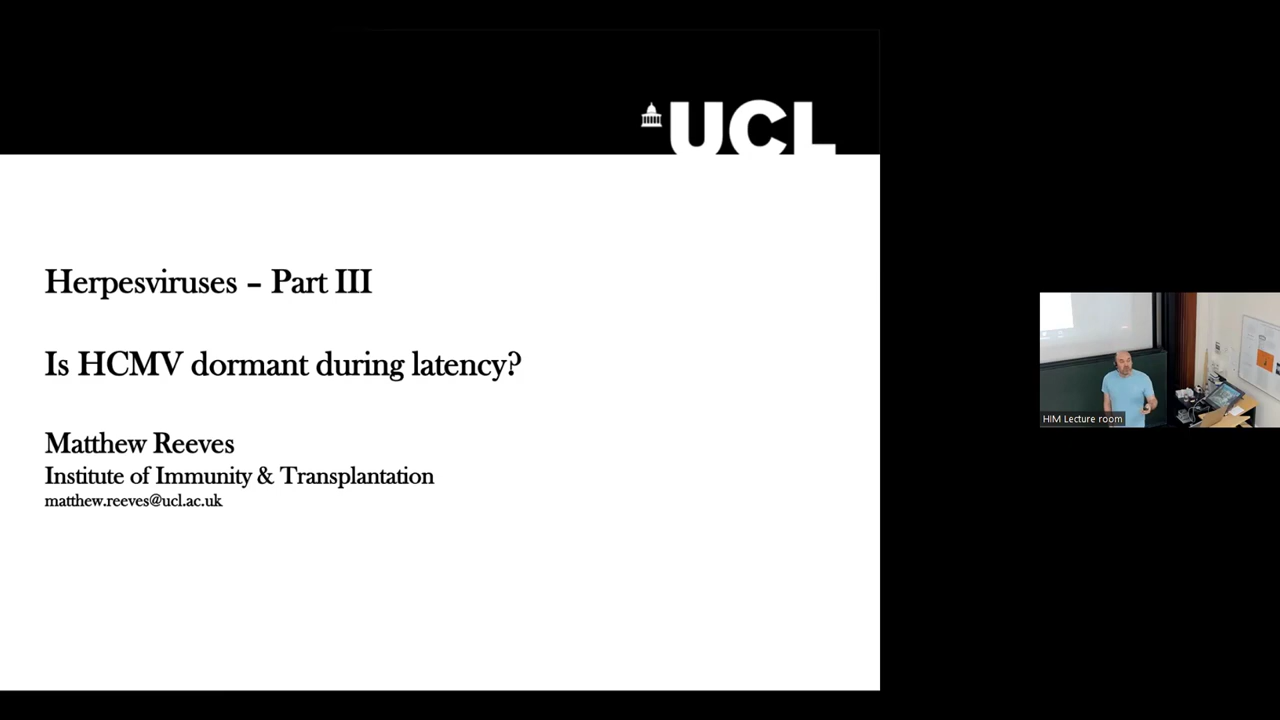 UCL
Herpesviruses – Part III
Is HCMV dormant during latency?
Matthew Reeves
Institute of Immunity & Transplantation
matthew.reeves@ucl.ac.uk
HIM Lecture room